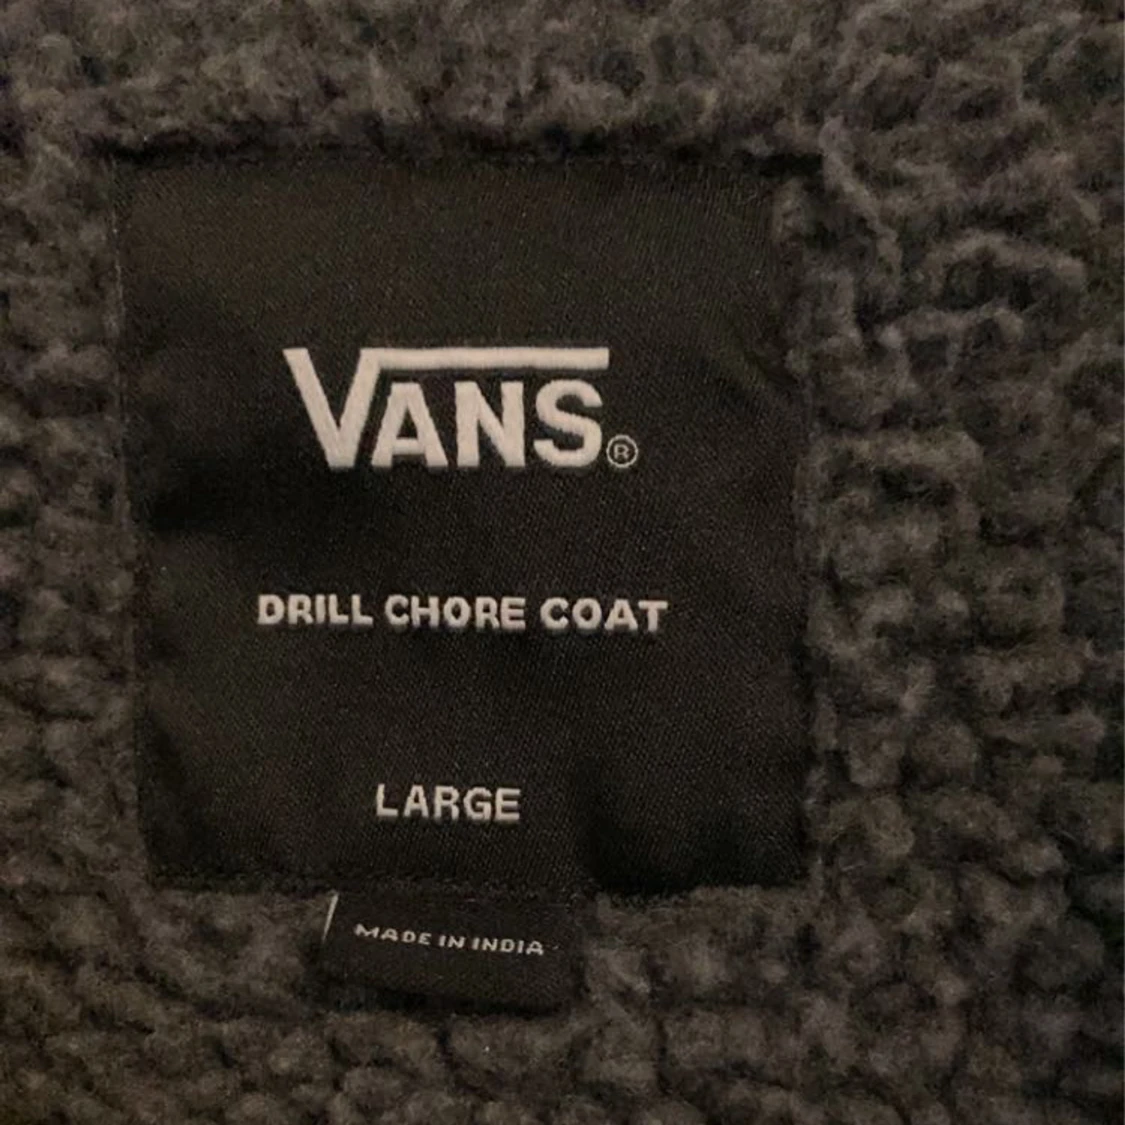 VANS®
DRILL CHORE COAT
LARGE
MADE IN INDIA